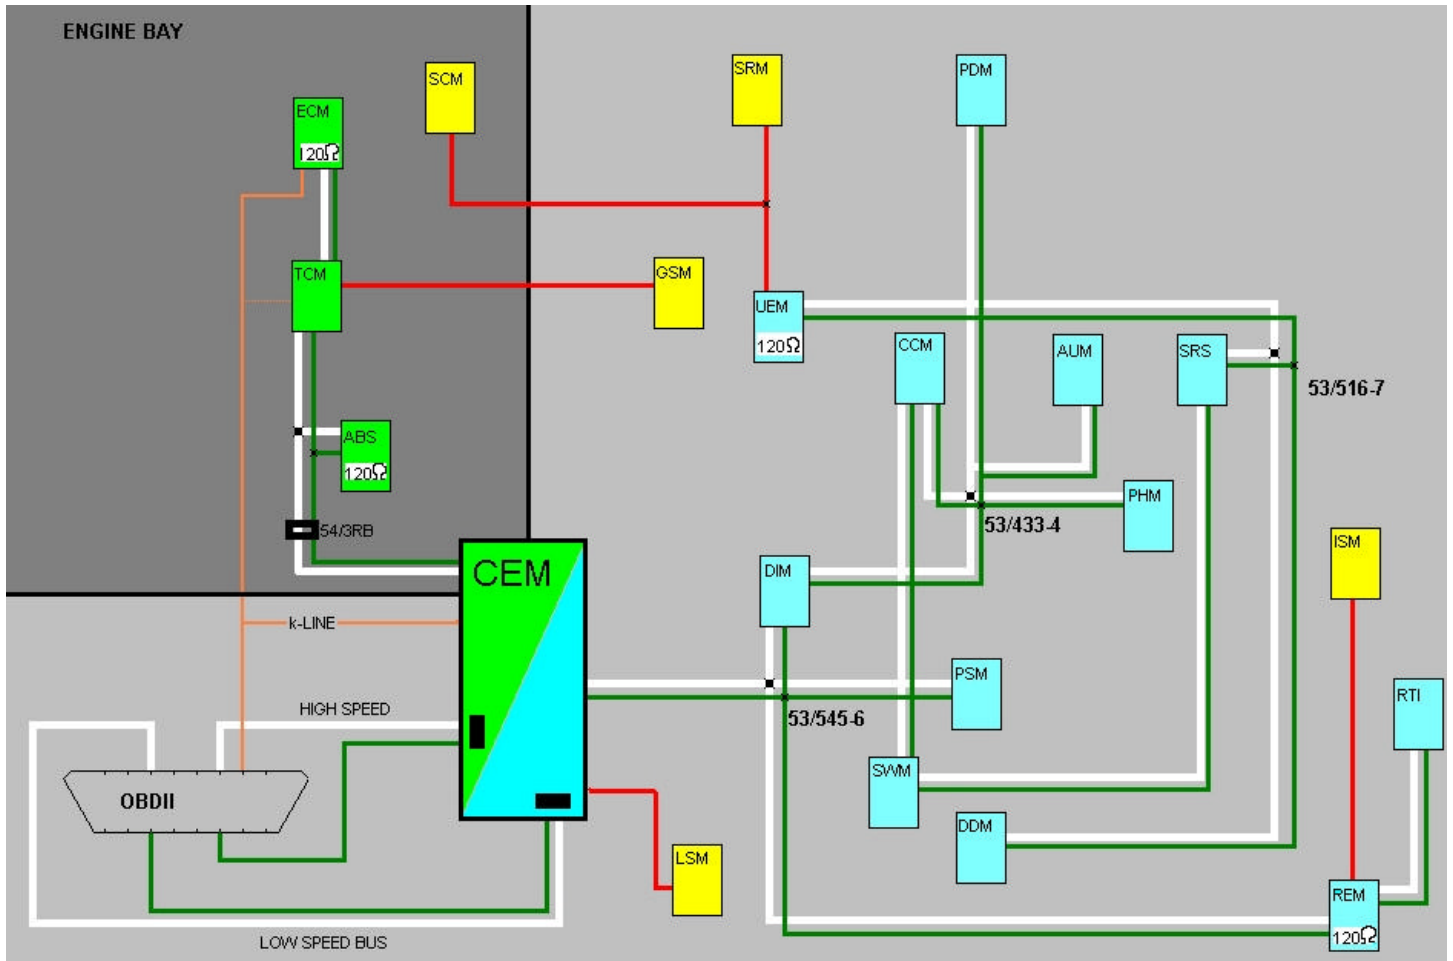 ENGINE BAY
SCM
SRM
PDM
ECM
120Ω
TCM
GSM
UEM
120Ω
CCM
AUM
SRS
53/516-7
ABS
120Ω
PHM
54/3RB
53/433-4
ISM
CEM
DIM
k-LINE
PSM
RTI
HIGH SPEED
53/545-6
SWM
OBDII
DDM
LSM
REM
120Ω
LOW SPEED BUS